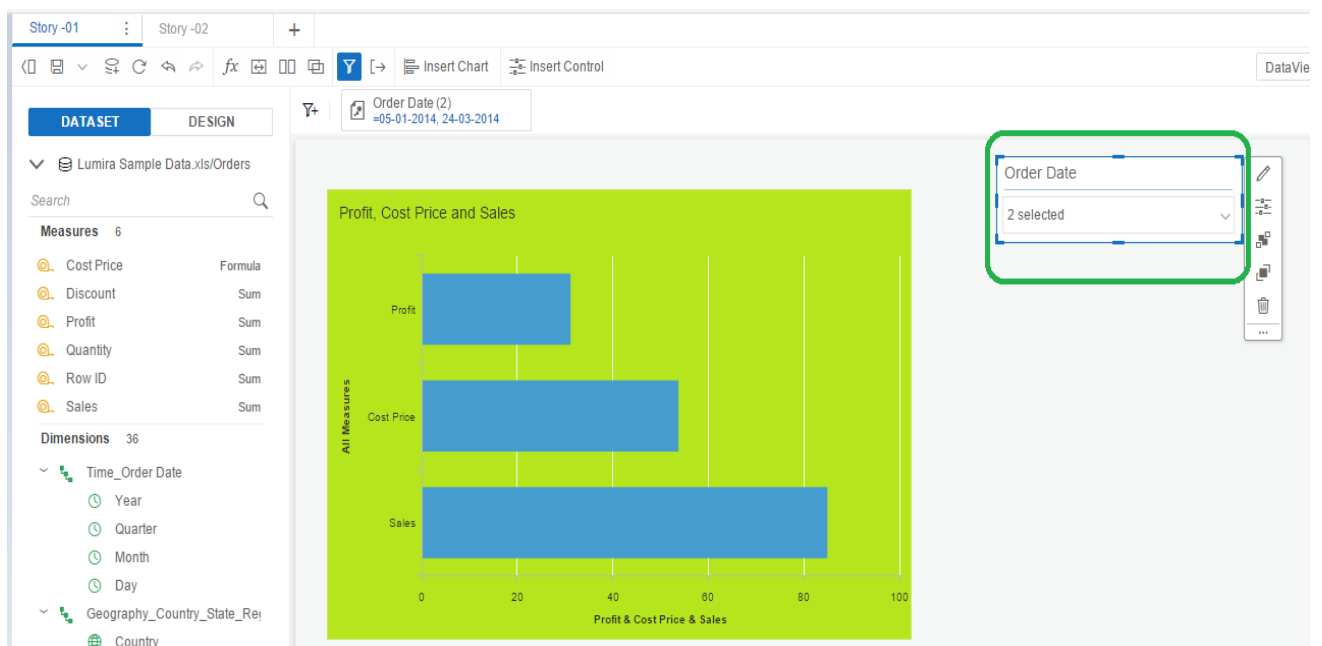 Story -01
Story -02
fx
Insert Chart
Insert Control
DataVie
DATASET
DESIGN
Order Date (2)
=05-01-2014, 24-03-2014
Lumira Sample Data.xls/Orders
Search
Measures 6
Cost Price Formula
Discount Sum
Profit Sum
Quantity Sum
Row ID Sum
Sales Sum
Dimensions 36
Time_Order Date
Year
Quarter
Month
Day
Geography_Country_State_Reg
Country
Profit, Cost Price and Sales
All Measures
Profit
Cost Price
Sales
0 20 40 60 80 100
Profit & Cost Price & Sales
Order Date
2 selected
...